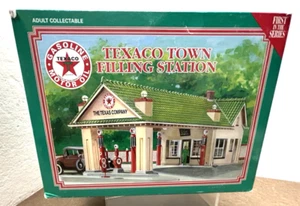 ADULT COLLECTABLE
FIRST
IN THE
SERIES
GASOLINE
TEXACO
MOTOR OIL
TEXACO TOWN
FILLING STATION
THE TEXAS COMPANY